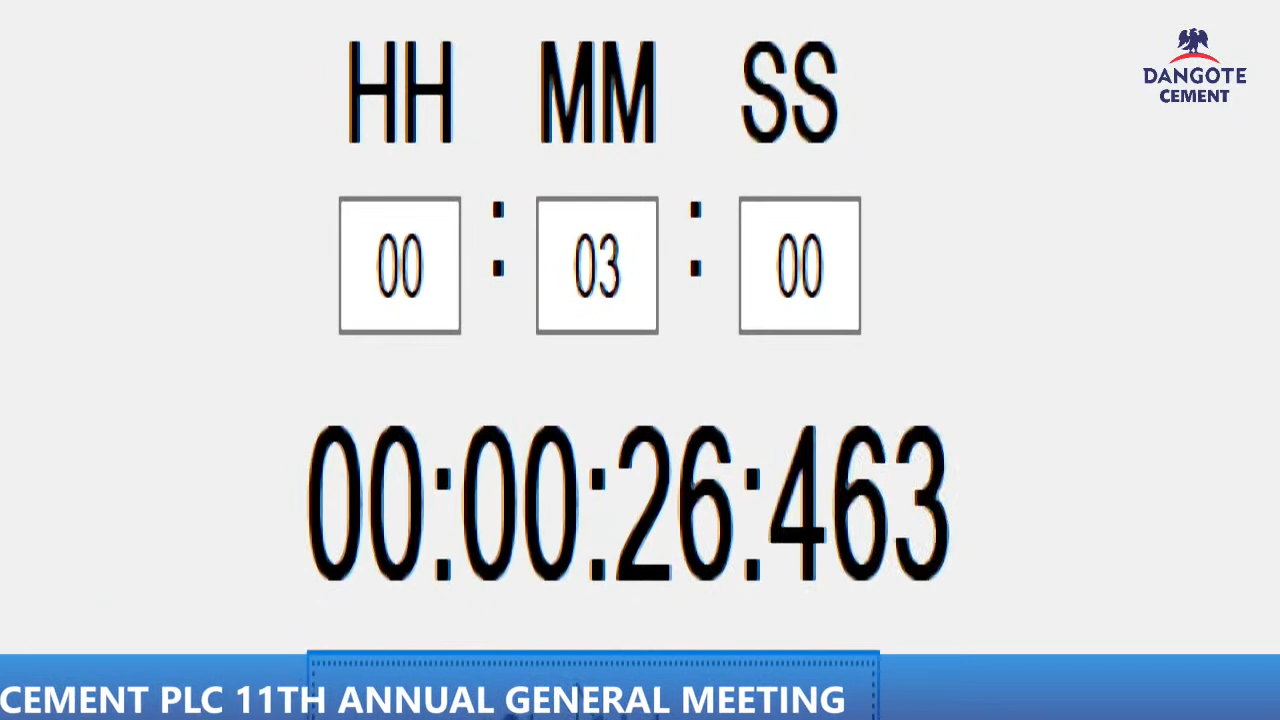 HH MM SS
DANGOTE
CEMENT
00 : 03 : 00
00:00:26:463
CEMENT PLC 11TH ANNUAL GENERAL MEETING